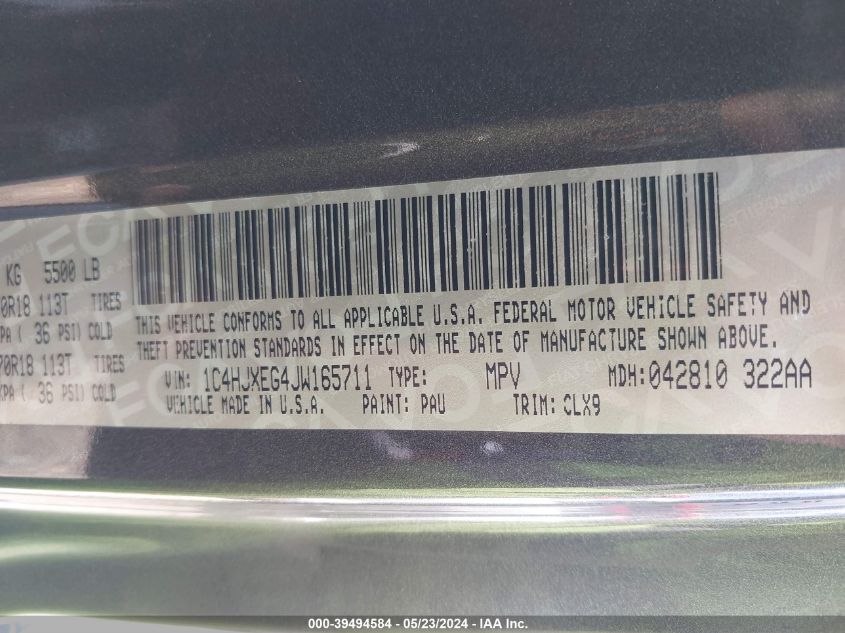 KG 5500 LB
0R18 113T TIRES
KPA ( 36 PSI) COLD
70R18 113T TIRES
KPA ( 36 PSI) COLD
THIS VEHICLE CONFORMS TO ALL APPLICABLE U.S.A. FEDERAL MOTOR VEHICLE SAFETY AND
THEFT PREVENTION STANDARDS IN EFFECT ON THE DATE OF MANUFACTURE SHOWN ABOVE.
VIN: 1C4HJXEG4JW165711 TYPE: MPV MDH:042810 322AA
VEHICLE MADE IN U.S.A. PAINT: PAU TRIM: CLX9
000-39494584 - 05/23/2024 - IAA Inc.